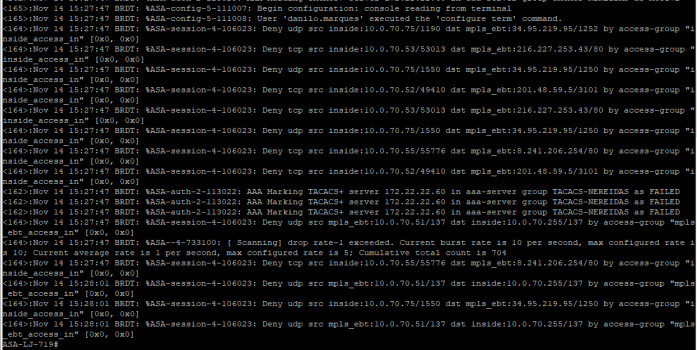 <165>:Nov 14 15:27:47 BRDT: %ASA-config-5-111007: Begin configuration: console reading from terminal
<165>:Nov 14 15:27:47 BRDT: %ASA-config-5-111008: User 'danilo.marques' executed the 'configure term' command.
<164>:Nov 14 15:27:47 BRDT: %ASA-session-4-106023: Deny udp src inside:10.0.70.75/1190 dst mpls_ebt:34.95.219.95/1252 by access-group "i
nside_access_in" [0x0, 0x0]
<164>:Nov 14 15:27:47 BRDT: %ASA-session-4-106023: Deny tcp src inside:10.0.70.53/53013 dst mpls_ebt:216.227.253.43/80 by access-group "
inside_access_in" [0x0, 0x0]
<164>:Nov 14 15:27:47 BRDT: %ASA-session-4-106023: Deny udp src inside:10.0.70.75/1550 dst mpls_ebt:34.95.219.95/1250 by access-group "i
nside_access_in" [0x0, 0x0]
<164>:Nov 14 15:27:47 BRDT: %ASA-session-4-106023: Deny tcp src inside:10.0.70.52/49410 dst mpls_ebt:201.48.59.5/3101 by access-group "i
nside_access_in" [0x0, 0x0]
<164>:Nov 14 15:27:47 BRDT: %ASA-session-4-106023: Deny tcp src inside:10.0.70.53/53013 dst mpls_ebt:216.227.253.43/80 by access-group "
inside_access_in" [0x0, 0x0]
<164>:Nov 14 15:27:47 BRDT: %ASA-session-4-106023: Deny udp src inside:10.0.70.75/1550 dst mpls_ebt:34.95.219.95/1250 by access-group "i
nside_access_in" [0x0, 0x0]
<164>:Nov 14 15:27:47 BRDT: %ASA-session-4-106023: Deny tcp src inside:10.0.70.55/55776 dst mpls_ebt:8.241.206.254/80 by access-group "i
nside_access_in" [0x0, 0x0]
<164>:Nov 14 15:27:47 BRDT: %ASA-session-4-106023: Deny tcp src inside:10.0.70.52/49410 dst mpls_ebt:201.48.59.5/3101 by access-group "i
nside_access_in" [0x0, 0x0]
<162>:Nov 14 15:27:47 BRDT: %ASA-auth-2-113022: AAA Marking TACACS+ server 172.22.22.60 in aaa-server group TACACS-NEREIDAS as FAILED
<162>:Nov 14 15:27:47 BRDT: %ASA-auth-2-113022: AAA Marking TACACS+ server 172.22.22.60 in aaa-server group TACACS-NEREIDAS as FAILED
<162>:Nov 14 15:27:47 BRDT: %ASA-auth-2-113022: AAA Marking TACACS+ server 172.22.22.60 in aaa-server group TACACS-NEREIDAS as FAILED
<164>:Nov 14 15:27:47 BRDT: %ASA-session-4-106023: Deny udp src mpls_ebt:10.0.70.51/137 dst inside:10.0.70.255/137 by access-group "mpls
_ebt_access_in" [0x0, 0x0]
<164>:Nov 14 15:27:47 BRDT: %ASA--4-733100: [ Scanning] drop rate-1 exceeded. Current burst rate is 10 per second, max configured rate i
s 10; Current average rate is 1 per second, max configured rate is 5; Cumulative total count is 704
<164>:Nov 14 15:27:47 BRDT: %ASA-session-4-106023: Deny tcp src inside:10.0.70.55/55776 dst mpls_ebt:8.241.206.254/80 by access-group "i
nside_access_in" [0x0, 0x0]
<164>:Nov 14 15:28:01 BRDT: %ASA-session-4-106023: Deny udp src mpls_ebt:10.0.70.51/137 dst inside:10.0.70.255/137 by access-group "mpls
_ebt_access_in" [0x0, 0x0]
<164>:Nov 14 15:28:01 BRDT: %ASA-session-4-106023: Deny udp src inside:10.0.70.75/1550 dst mpls_ebt:34.95.219.95/1250 by access-group "i
nside_access_in" [0x0, 0x0]
<164>:Nov 14 15:28:01 BRDT: %ASA-session-4-106023: Deny udp src mpls_ebt:10.0.70.51/137 dst inside:10.0.70.255/137 by access-group "mpls
_ebt_access_in" [0x0, 0x0]
ASA-LJ-719#